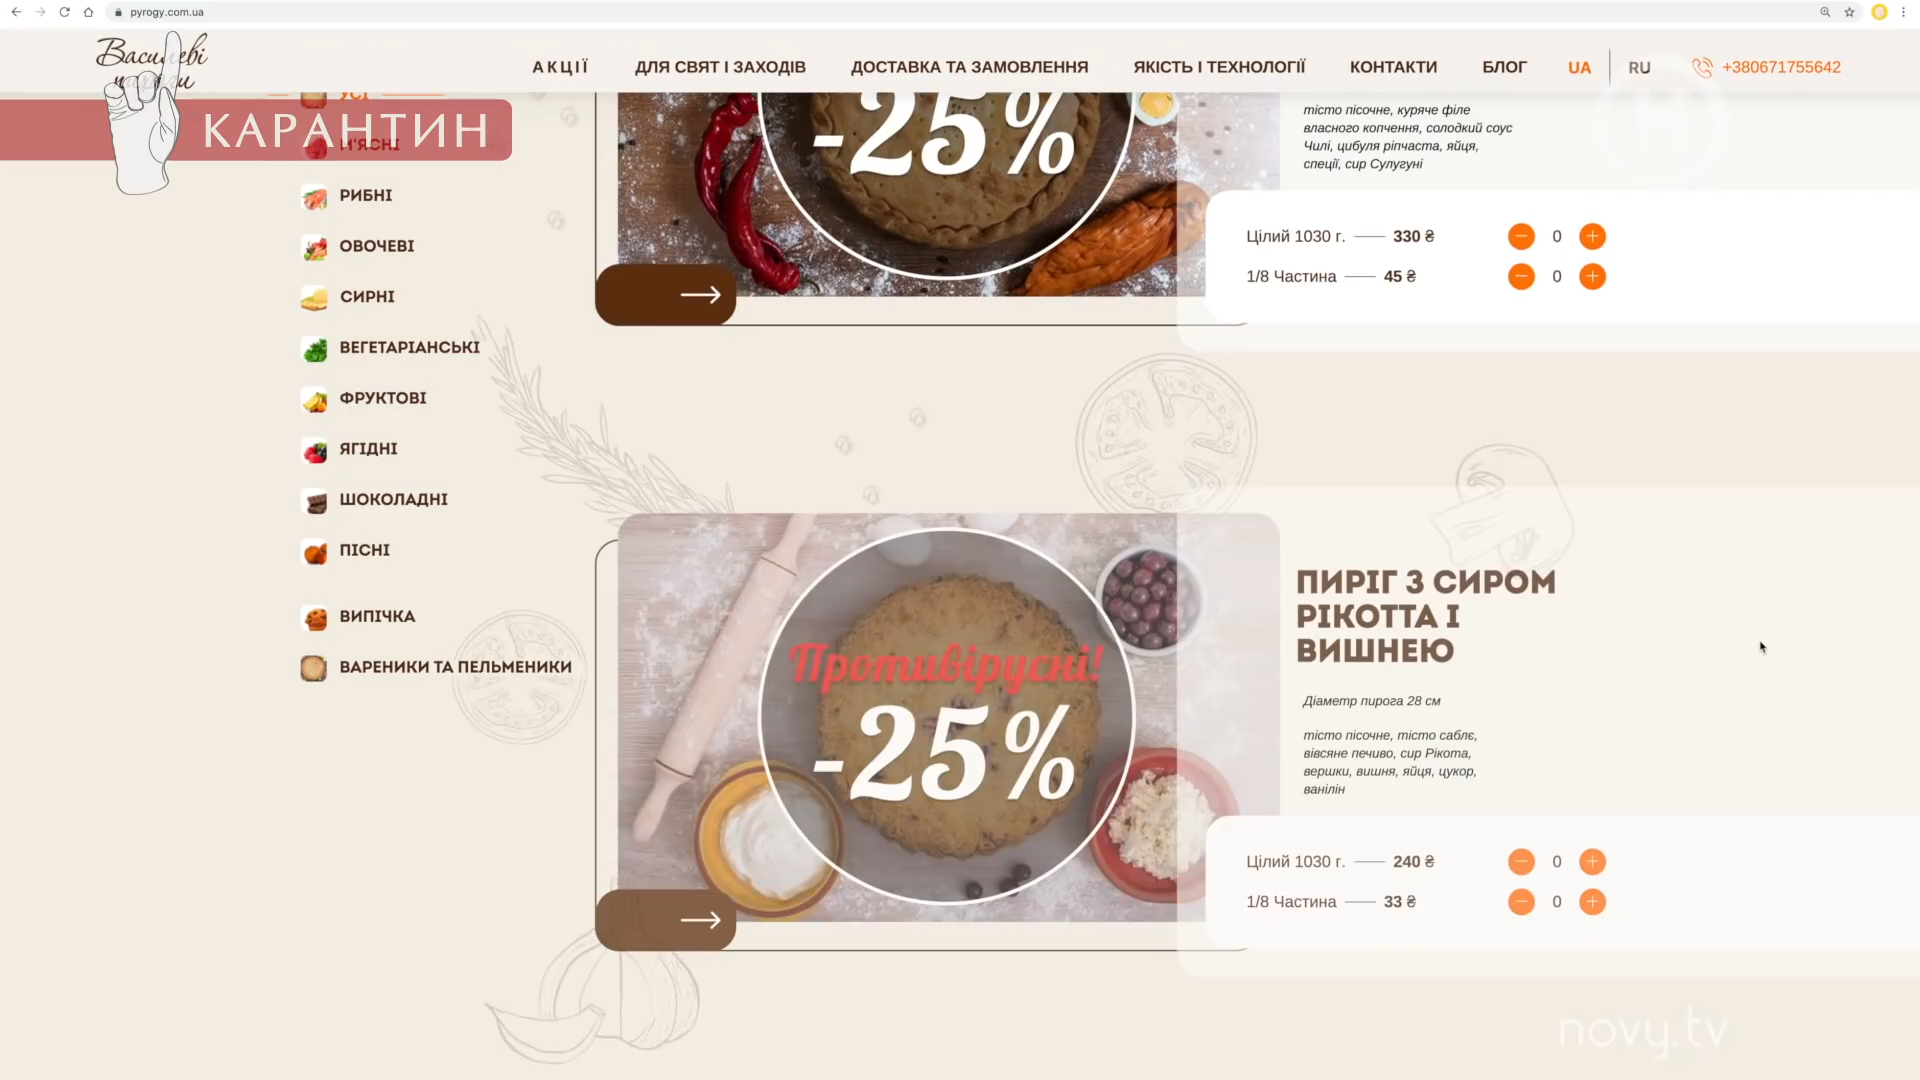 pyrogy.com.ua
Василеві
пироги
АКЦІЇ
ДЛЯ СВЯТ І ЗАХОДІВ
ДОСТАВКА ТА ЗАМОВЛЕННЯ
ЯКІСТЬ І ТЕХНОЛОГІЇ
КОНТАКТИ
БЛОГ
UA
RU
+380671755642
КАРАНТИН
УСІ
М'ЯСНІ
РИБНІ
ОВОЧЕВІ
СИРНІ
ВЕГЕТАРІАНСЬКІ
ФРУКТОВІ
ЯГІДНІ
ШОКОЛАДНІ
ПІСНІ
ВИПІЧКА
ВАРЕНИКИ ТА ПЕЛЬМЕНИКИ
-25%
тісто пісочне, куряче філе
власного копчення, солодкий соус
Чилі, цибуля ріпчаста, яйця,
спеції, сир Сулугуні
Цілий 1030 г. 330 ₴ 0
1/8 Частина 45 ₴ 0
Противірусні!
-25%
ПИРІГ З СИРОМ
РІКОТТА І
ВИШНЕЮ
Діаметр пирога 28 см
тісто пісочне, тісто сабле,
вівсяне печиво, сир Рікота,
вершки, вишня, яйця, цукор,
ванілін
Цілий 1030 г. 240 ₴ 0
1/8 Частина 33 ₴ 0
novy.tv